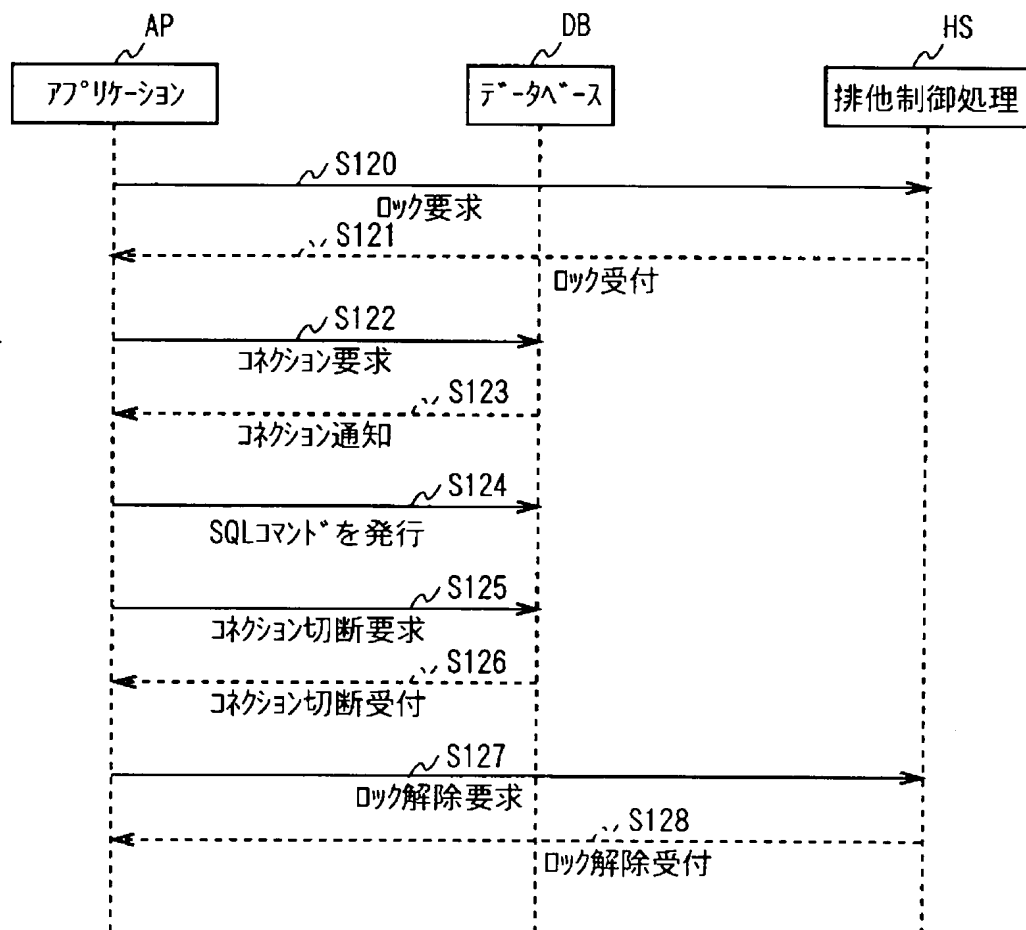 AP
DB
HS
ｱﾌﾟﾘｹｰｼｮﾝ
ﾃﾞｰﾀﾍﾞｰｽ
排他制御処理
S120
ﾛｯｸ要求
S121
ﾛｯｸ受付
S122
ｺﾈｸｼｮﾝ要求
S123
ｺﾈｸｼｮﾝ通知
S124
SQLｺﾏﾝﾄﾞを発行
S125
ｺﾈｸｼｮﾝ切断要求
S126
ｺﾈｸｼｮﾝ切断受付
S127
ﾛｯｸ解除要求
S128
ﾛｯｸ解除受付